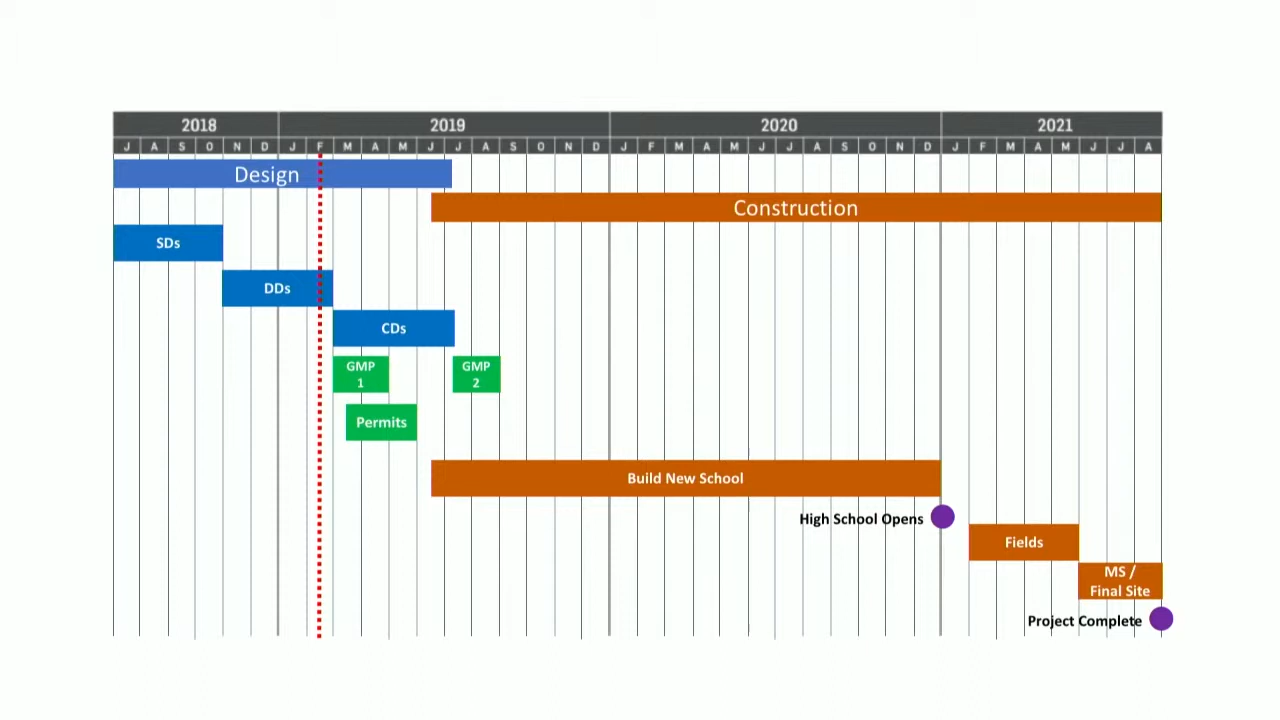 2018 2019 2020 2021
J A S O N D J F M A M J J A S O N D J F M A M J J A S O N D J F M A M J J A
Design
Construction
SDs
DDs
CDs
GMP
1
GMP
2
Permits
Build New School
High School Opens
Fields
MS /
Final Site
Project Complete